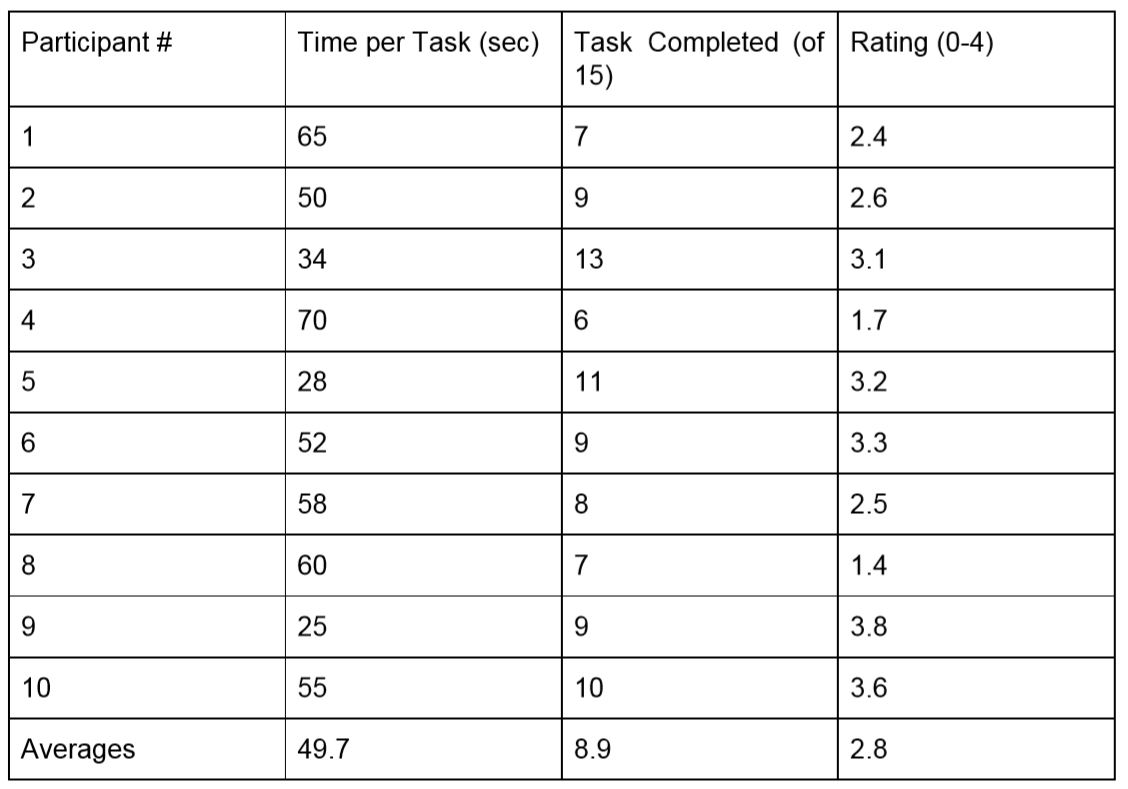 Participant # Time per Task (sec) Task Completed (of 15) Rating (0-4)
1 65 7 2.4
2 50 9 2.6
3 34 13 3.1
4 70 6 1.7
5 28 11 3.2
6 52 9 3.3
7 58 8 2.5
8 60 7 1.4
9 25 9 3.8
10 55 10 3.6
Averages 49.7 8.9 2.8